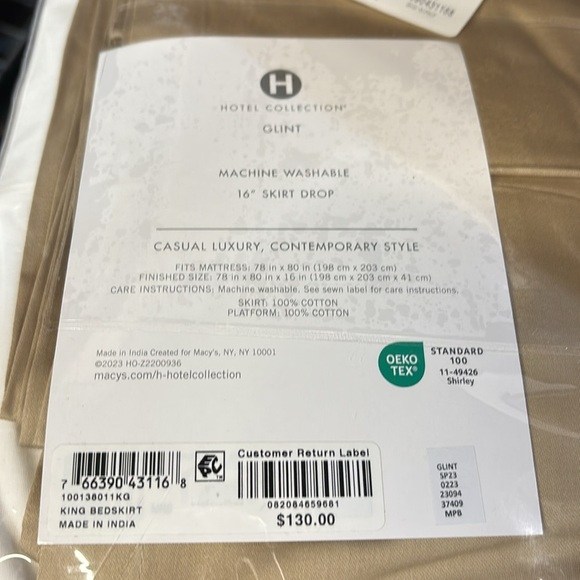 H
HOTEL COLLECTION®
GLINT
MACHINE WASHABLE
16" SKIRT DROP
CASUAL LUXURY, CONTEMPORARY STYLE
FITS MATTRESS: 78 in x 80 in (198 cm x 203 cm)
FINISHED SIZE: 78 in x 80 in x 16 in (198 cm x 203 cm x 41 cm)
CARE INSTRUCTIONS: Machine washable. See sewn label for care instructions.
SKIRT: 100% COTTON
PLATFORM: 100% COTTON
Made in India Created for Macy's, NY, NY 10001
©2023 HO-Z2200936
macys.com/h-hotelcollection
OEKO
TEX®
STANDARD
100
11-49426
Shirley
7 66390 43116 8
100138011KG
KING BEDSKIRT
MADE IN INDIA
Customer Return Label
082084659681
$130.00
GLINT
SP23
0223
23094
37409
MPB